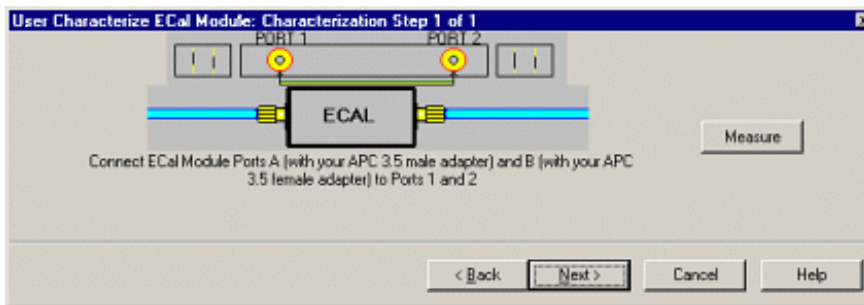 User Characterize ECal Module: Characterization Step 1 of 1
PORT 1 PORT 2
ECAL
Measure
Connect ECal Module Ports A (with your APC 3.5 male adapter) and B (with your APC
3.5 female adapter) to Ports 1 and 2
< Back Next > Cancel Help